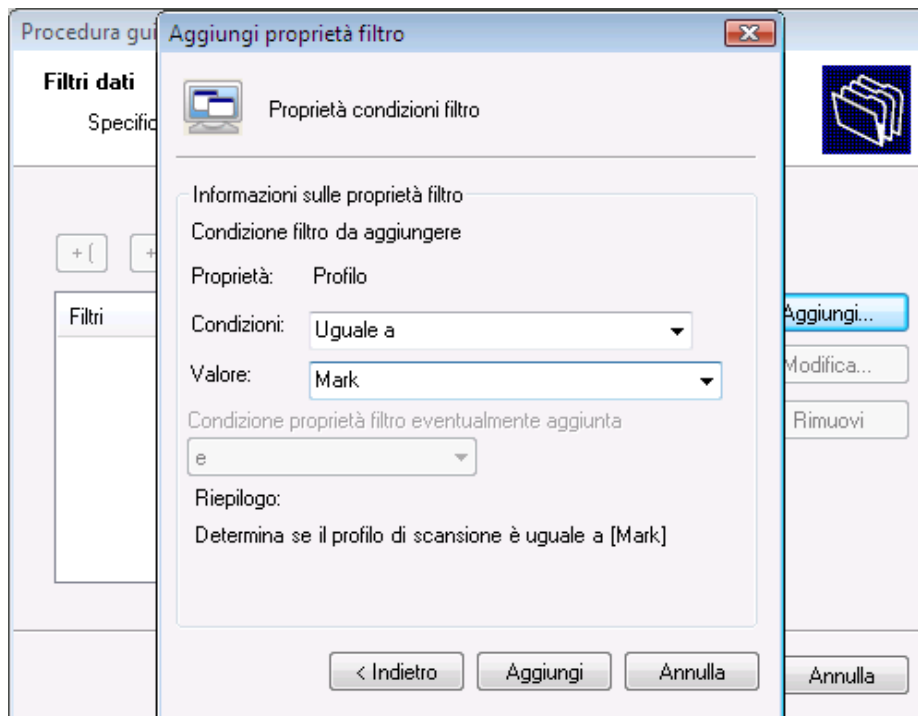 Procedura gui
Aggiungi proprietà filtro
Filtri dati
Specific
Proprietà condizioni filtro
Informazioni sulle proprietà filtro
Condizione filtro da aggiungere
+ (
+
Proprietà: Profilo
Filtri
Condizioni: Uguale a
Aggiungi...
Valore: Mark
Modifica...
Condizione proprietà filtro eventualmente aggiunta
Rimuovi
e
Riepilogo:
Determina se il profilo di scansione è uguale a [Mark]
< Indietro
Aggiungi
Annulla
Annulla